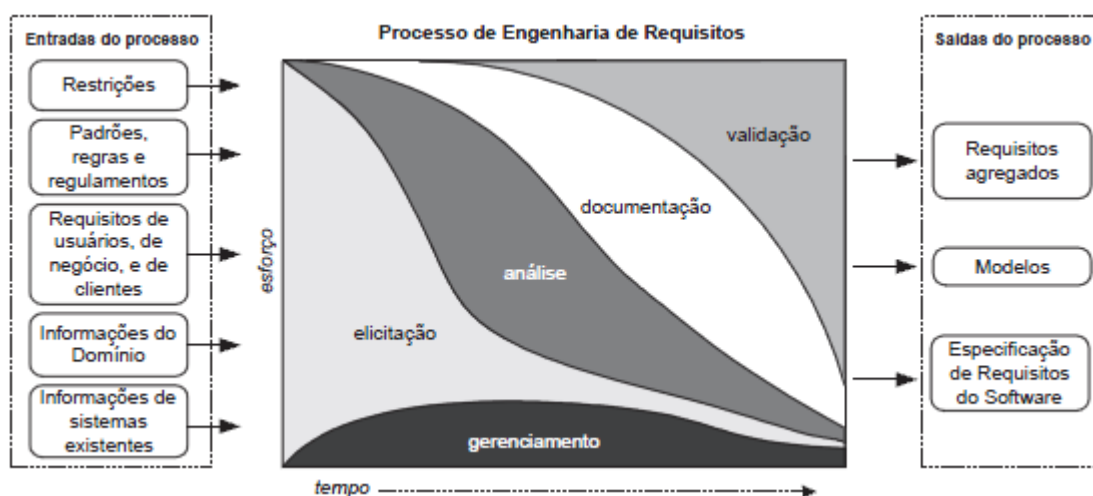 Entradas do processo
Restrições
Padrões,
regras e
regulamentos
Requisitos de
usuários, de
negócio, e de
clientes
Informações do
Domínio
Informações de
sistemas
existentes
Processo de Engenharia de Requisitos
esforço
validação
documentação
análise
elicitação
gerenciamento
tempo
Saídas do processo
Requisitos
agregados
Modelos
Especificação
de Requisitos
do Software